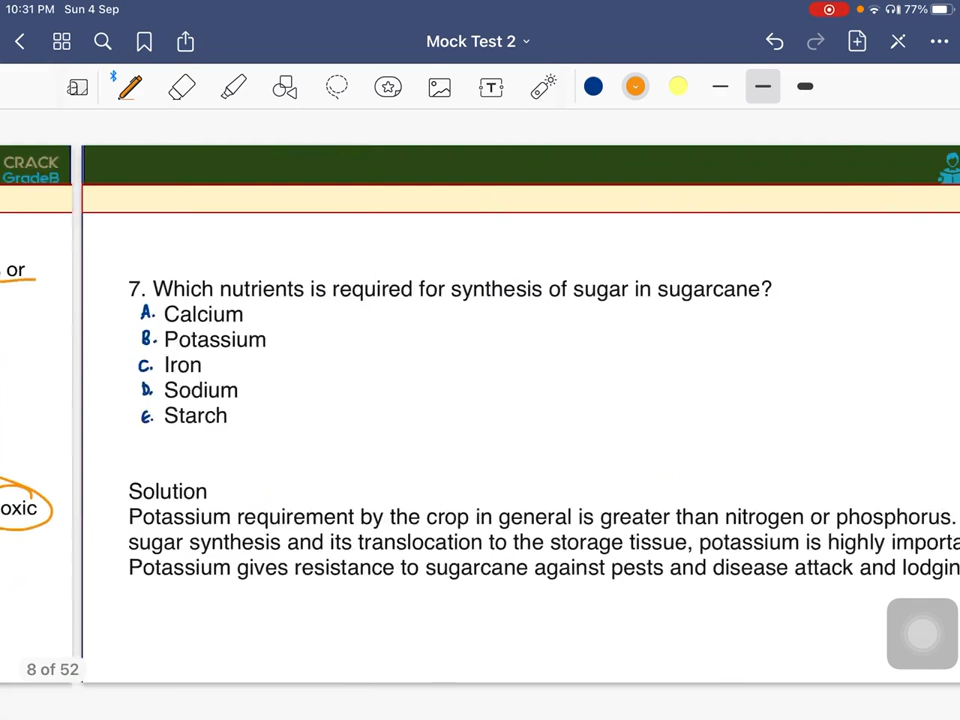 10:31 PM Sun 4 Sep
77%
Mock Test 2
T
CRACK
GradeB
or
oxic
7. Which nutrients is required for synthesis of sugar in sugarcane?
A. Calcium
B. Potassium
C. Iron
D. Sodium
E. Starch
Solution
Potassium requirement by the crop in general is greater than nitrogen or phosphorus.
sugar synthesis and its translocation to the storage tissue, potassium is highly importa
Potassium gives resistance to sugarcane against pests and disease attack and lodgin
8 of 52